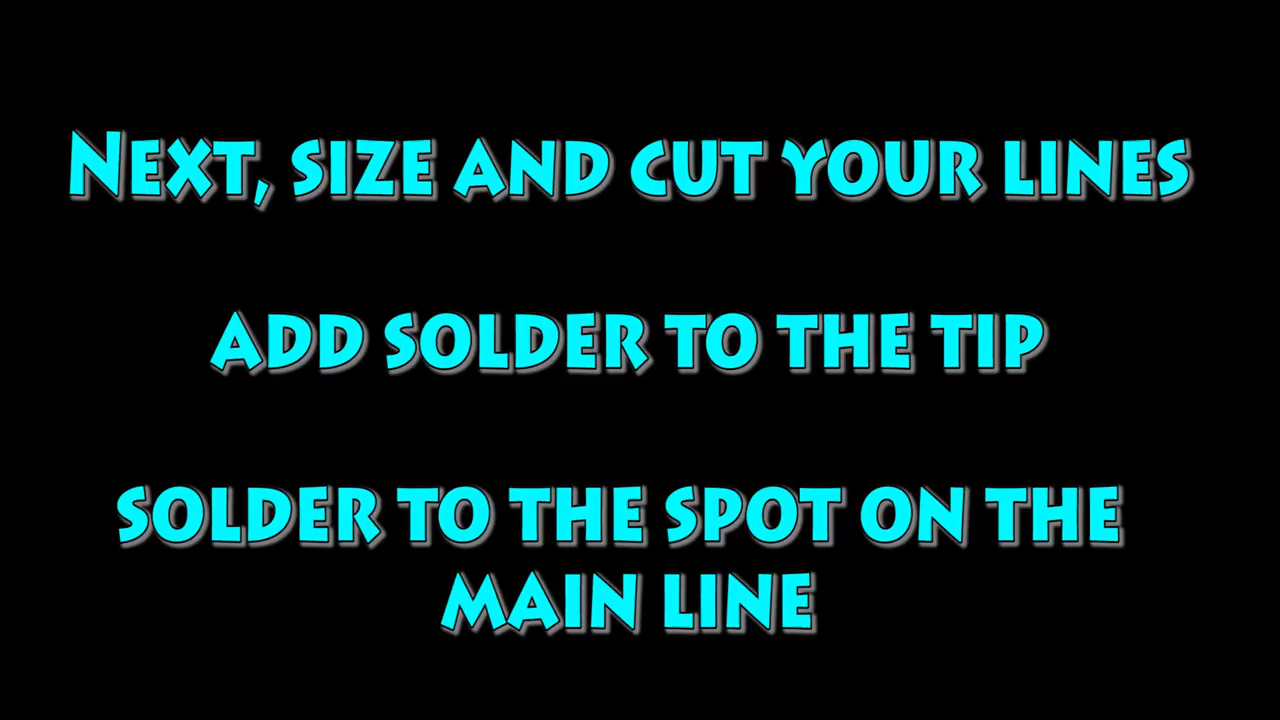 Next, size and cut your lines
add solder to the tip
solder to the spot on the
main line